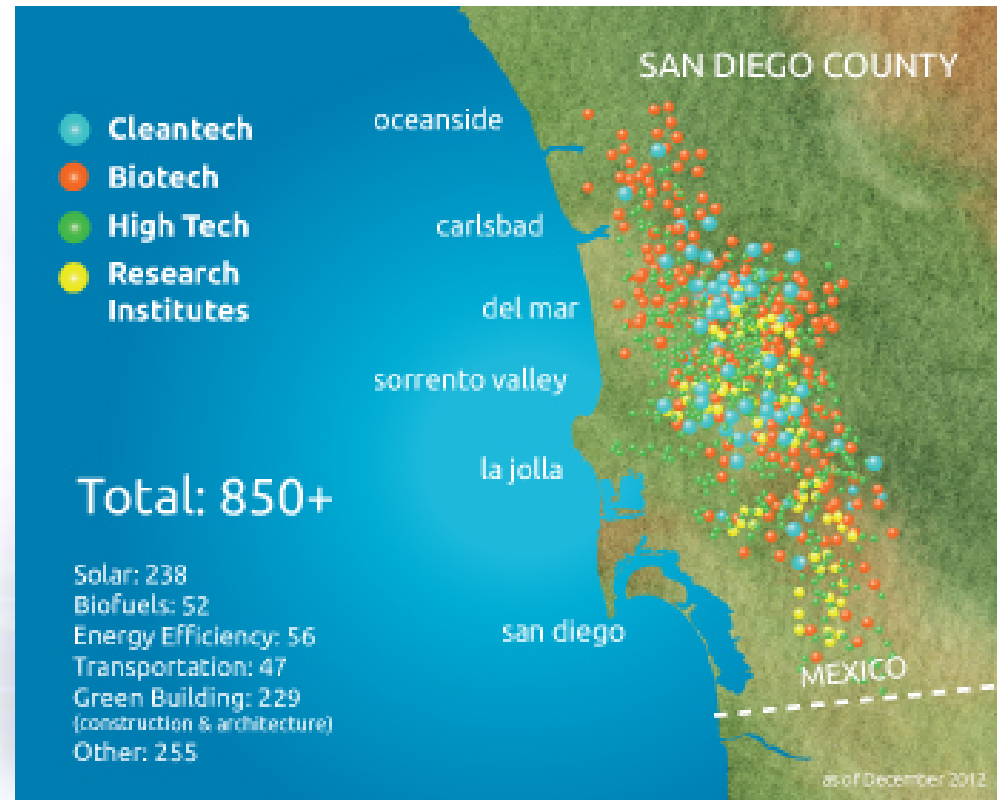 SAN DIEGO COUNTY
Cleantech
Biotech
High Tech
Research
Institutes
oceanside
carlsbad
del mar
sorrento valley
la jolla
san diego
Total: 850+
Solar: 238
Biofuels: 52
Energy Efficiency: 56
Transportation: 47
Green Building: 229
(construction & architecture)
Other: 255
MEXICO
as of December 2012